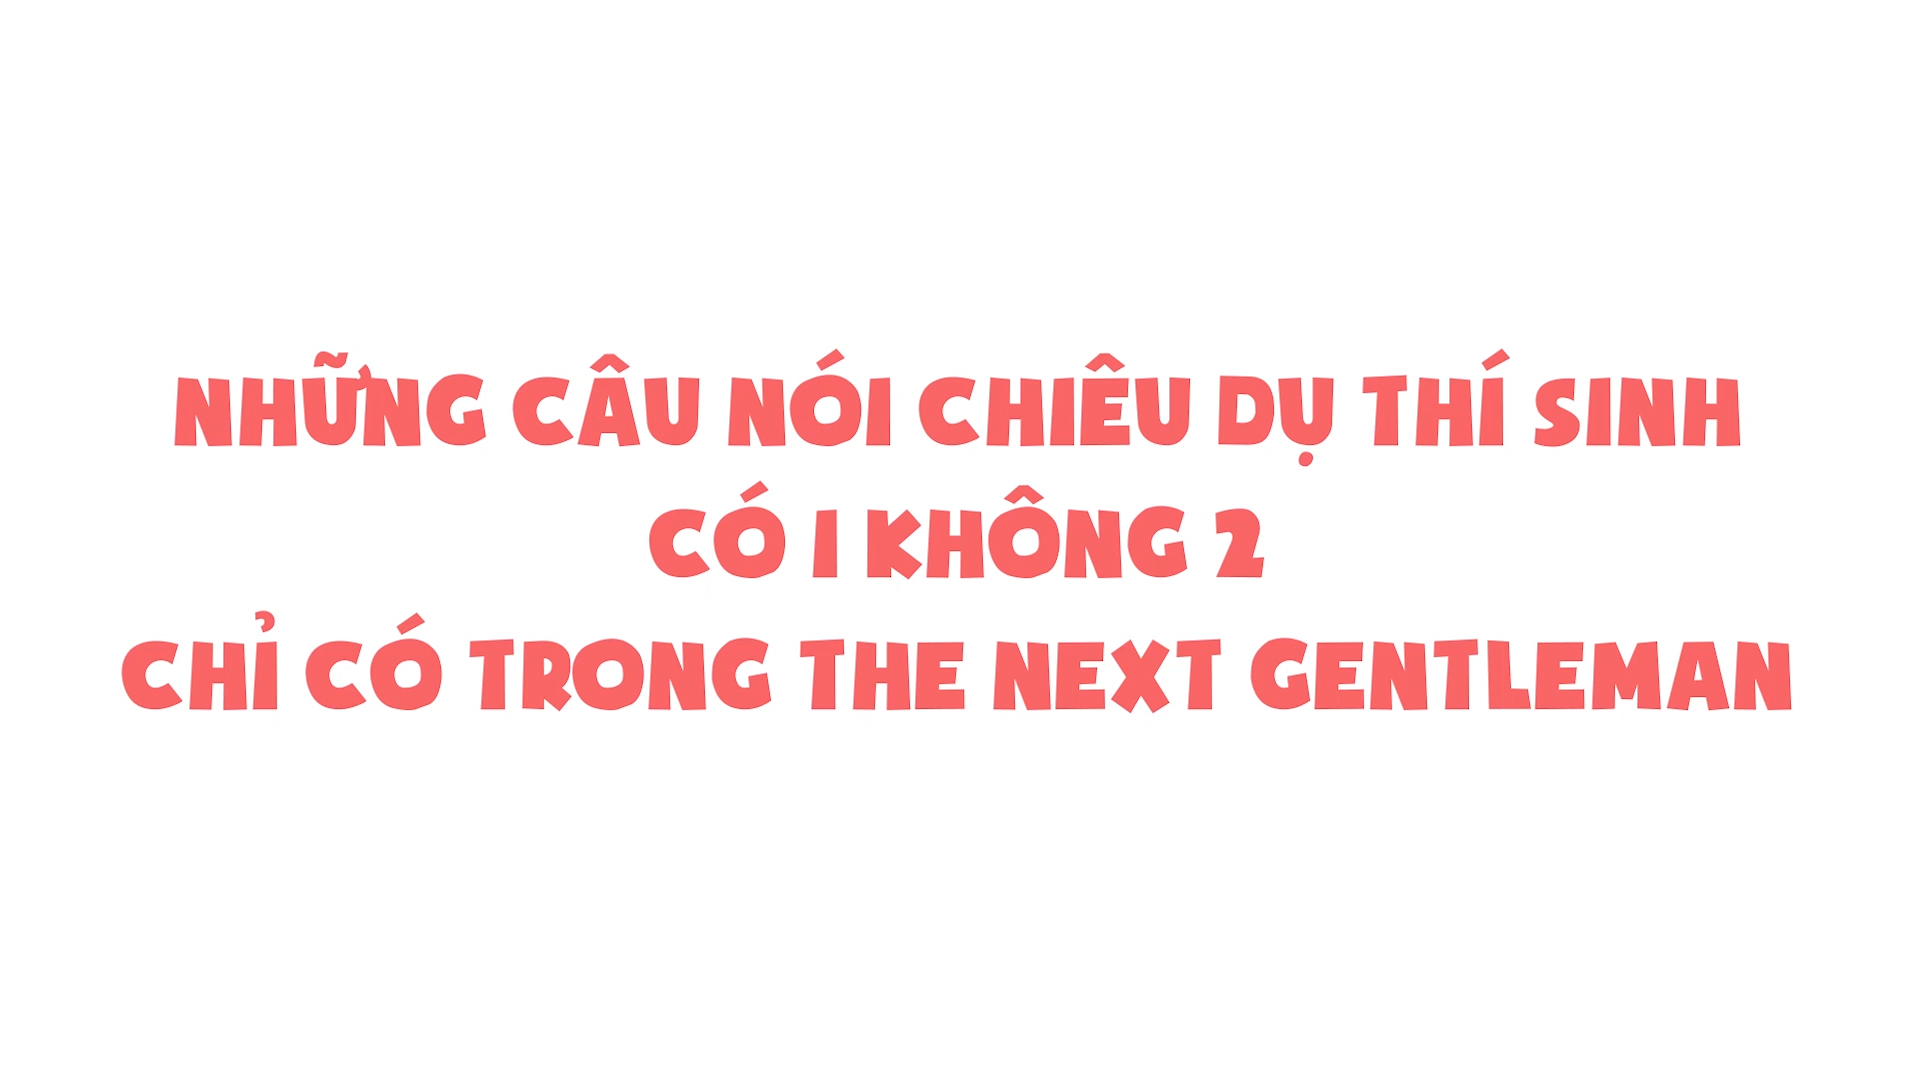 NHỮNG CÂU NÓI CHIÊU DỤ THÍ SINH
CÓ 1 KHÔNG 2
CHỈ CÓ TRONG THE NEXT GENTLEMAN